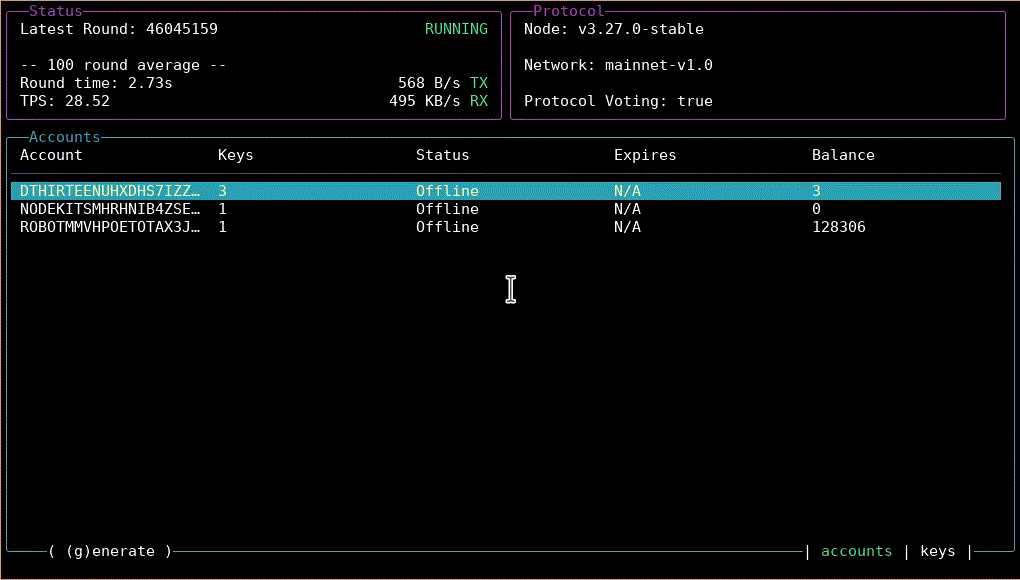 Status
Latest Round: 46045159 RUNNING
-- 100 round average --
Round time: 2.73s 568 B/s TX
TPS: 28.52 495 KB/s RX
Protocol
Node: v3.27.0-stable
Network: mainnet-v1.0
Protocol Voting: true
Accounts
Account Keys Status Expires Balance
DTHIRTEENUHXDHS7IZZ… 3 Offline N/A 3
NODEKITSMHRHNIB4ZSE… 1 Offline N/A 0
ROBOTMMVHPOETOTAX3J… 1 Offline N/A 128306
( (g)enerate ) | accounts | keys |